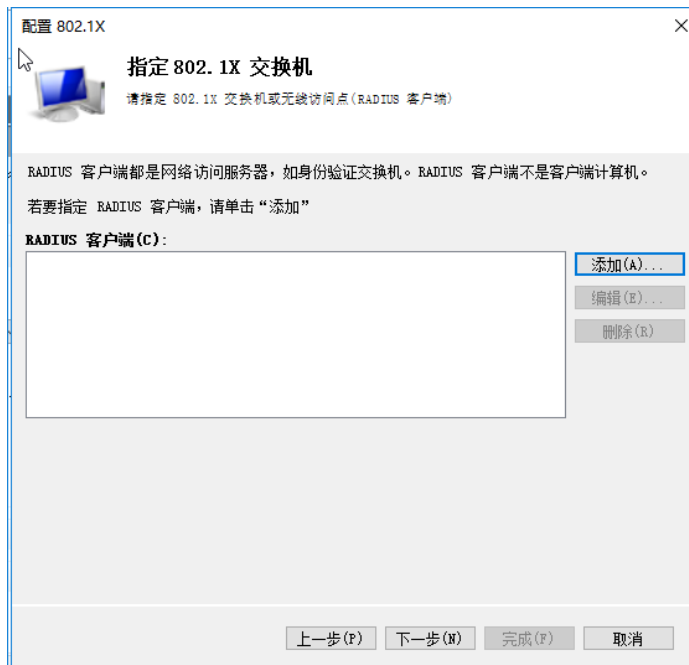 配置 802.1X
指定 802.1X 交换机
请指定 802.1X 交换机或无线访问点(RADIUS 客户端)
RADIUS 客户端都是网络访问服务器，如身份验证交换机。RADIUS 客户端不是客户端计算机。
若要指定 RADIUS 客户端，请单击“添加”
RADIUS 客户端(C):
添加(A)...
编辑(E)...
删除(R)
上一步(P) 下一步(N) 完成(F) 取消